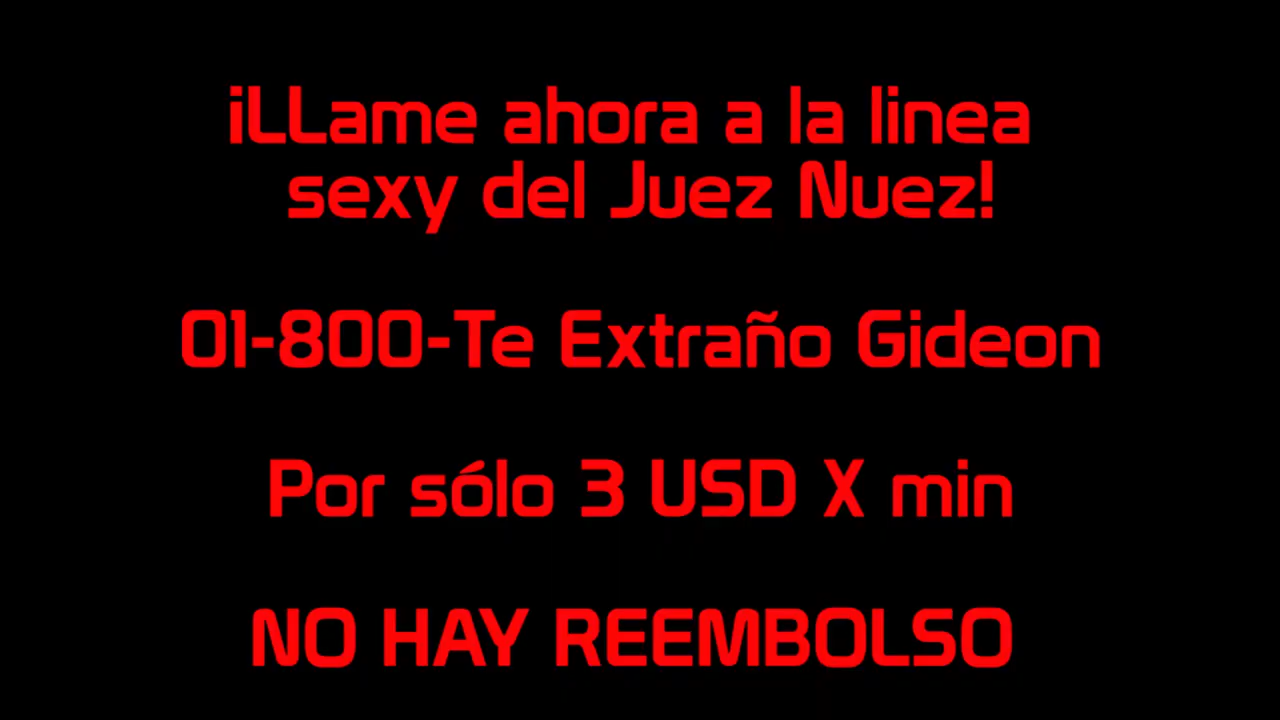 ¡LLame ahora a la linea
sexy del Juez Nuez!
01-800-Te Extraño Gideon
Por sólo 3 USD X min
NO HAY REEMBOLSO